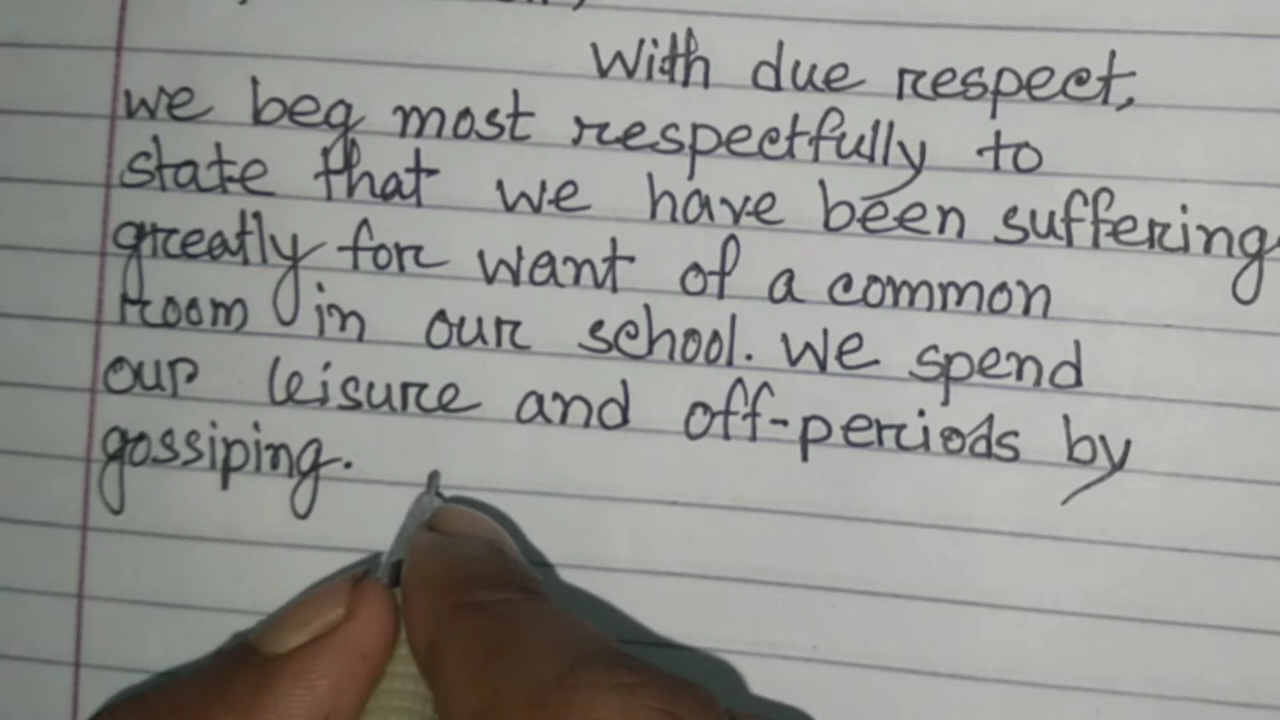 With due respect,
we beg most respectfully to
state that we have been suffering
greatly for want of a common
room in our school. We spend
our leisure and off-periods by
gossiping.